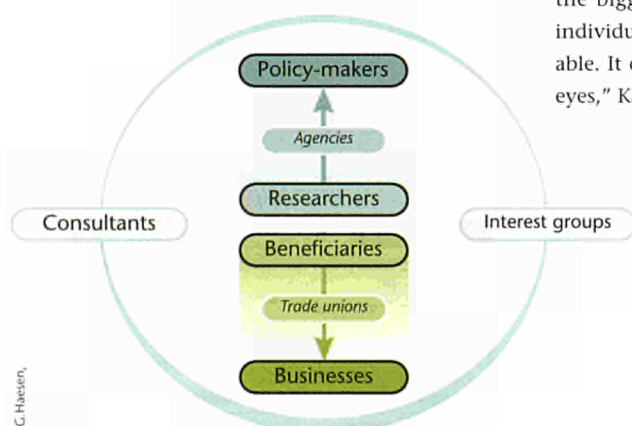 the bigg
individu
able. It
eyes," K
Policy-makers
Agencies
Researchers
Consultants
Interest groups
Beneficiaries
Trade unions
Businesses
G. Haesen,